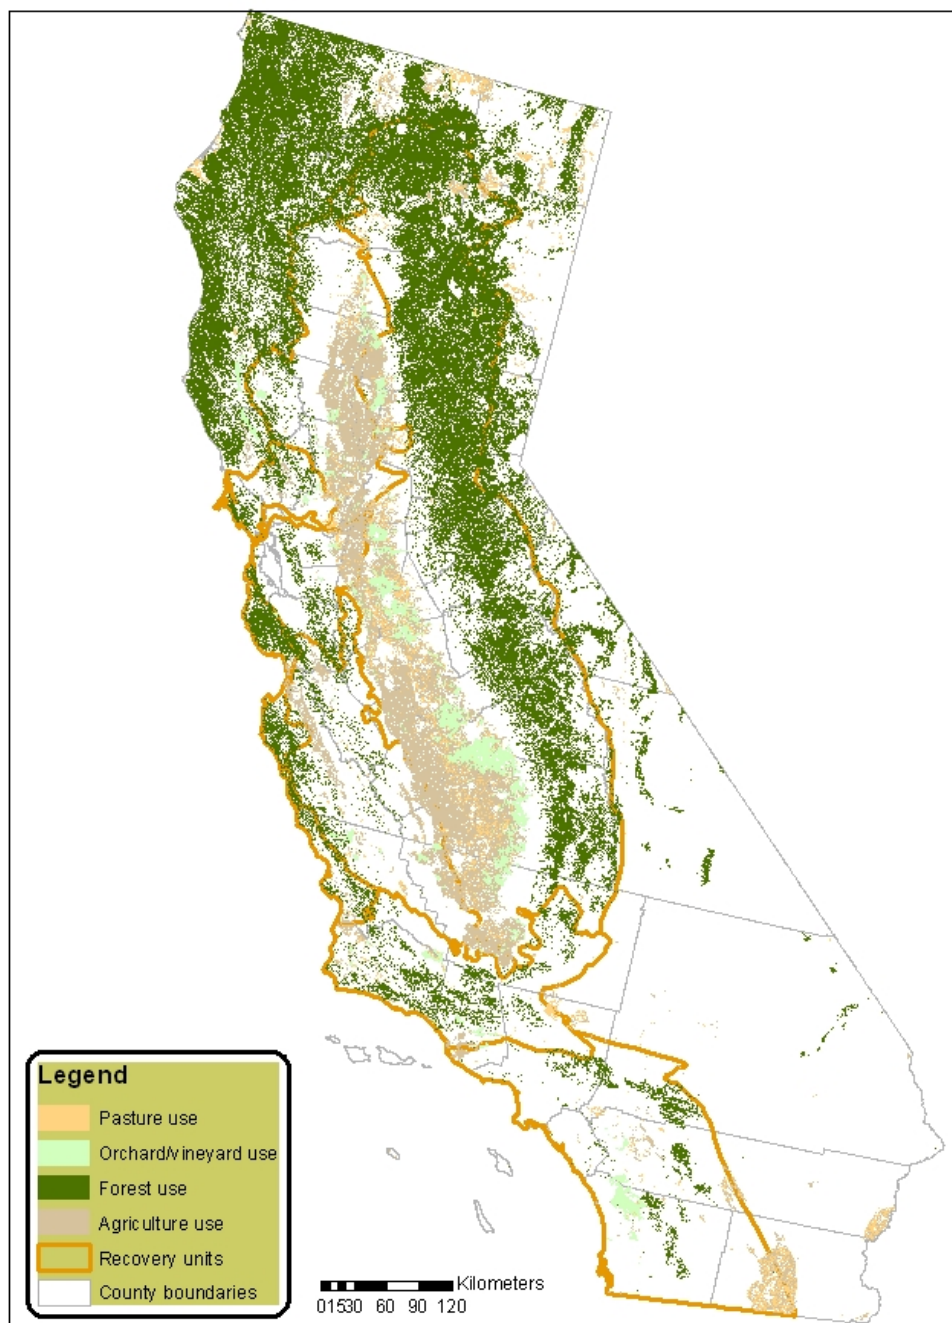 Legend
Pasture use
Orchard/vineyard use
Forest use
Agriculture use
Recovery units
County boundaries
Kilometers
01530 60 90 120